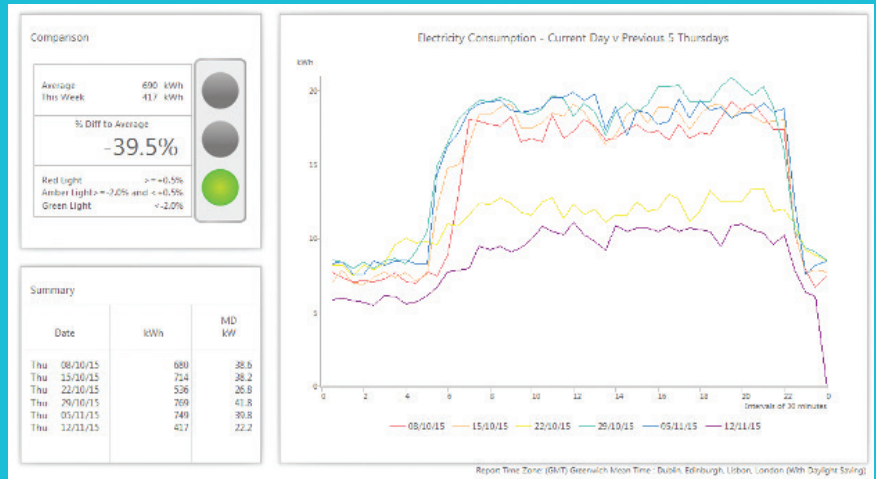 Comparison
Average 690 kWh
This Week 417 kWh
% Diff to Average
-39.5%
Red Light >=+0.5%
Amber Light>=-2.0% and <+0.5%
Green Light <-2.0%
Summary
Date kWh MD kW
Thu 08/10/15 680 38.6
Thu 15/10/15 714 38.2
Thu 22/10/15 536 26.8
Thu 29/10/15 769 41.8
Thu 05/11/15 749 39.8
Thu 12/11/15 417 22.2
Electricity Consumption - Current Day v Previous 5 Thursdays
kWh
20
15
10
5
0
0 2 4 6 8 10 12 14 16 18 20 22 0
Intervals of 30 minutes
08/10/15 15/10/15 22/10/15 29/10/15 05/11/15 12/11/15
Report Time Zone: (GMT) Greenwich Mean Time : Dublin, Edinburgh, Lisbon, London (With Daylight Saving)